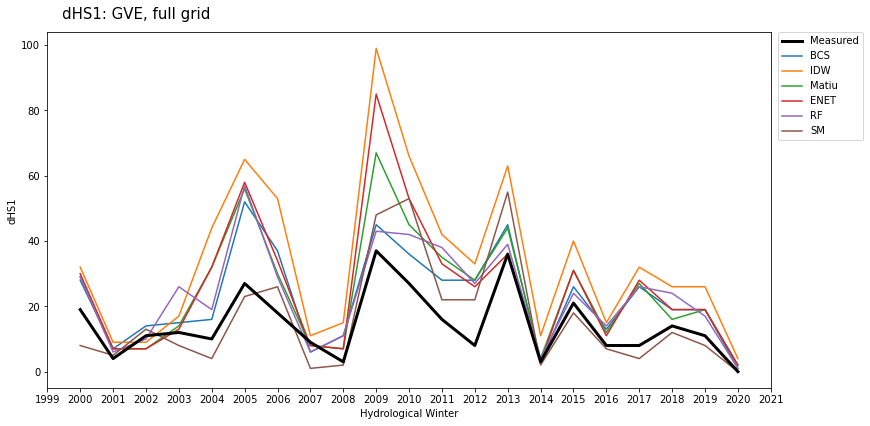 dHS1: GVE, full grid
Measured
BCS
IDW
Matiu
ENET
RF
SM
100
80
60
40
20
0
dHS1
1999 2000 2001 2002 2003 2004 2005 2006 2007 2008 2009 2010 2011 2012 2013 2014 2015 2016 2017 2018 2019 2020 2021
Hydrological Winter